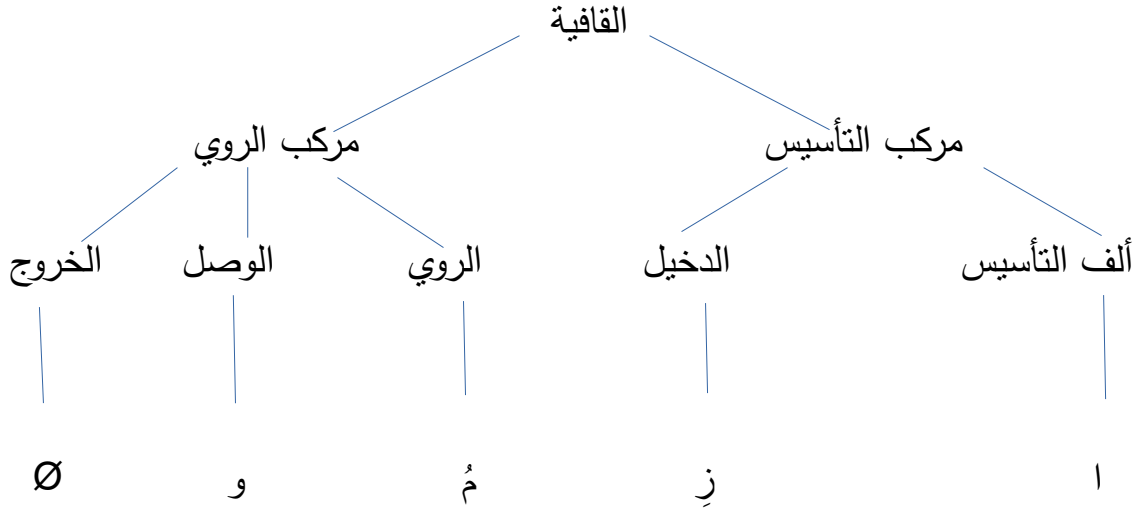 القافية
مركب التأسيس مركب الروي
ألف التأسيس الدخيل الروي الوصل الخروج
ا زِ مُ و Ø